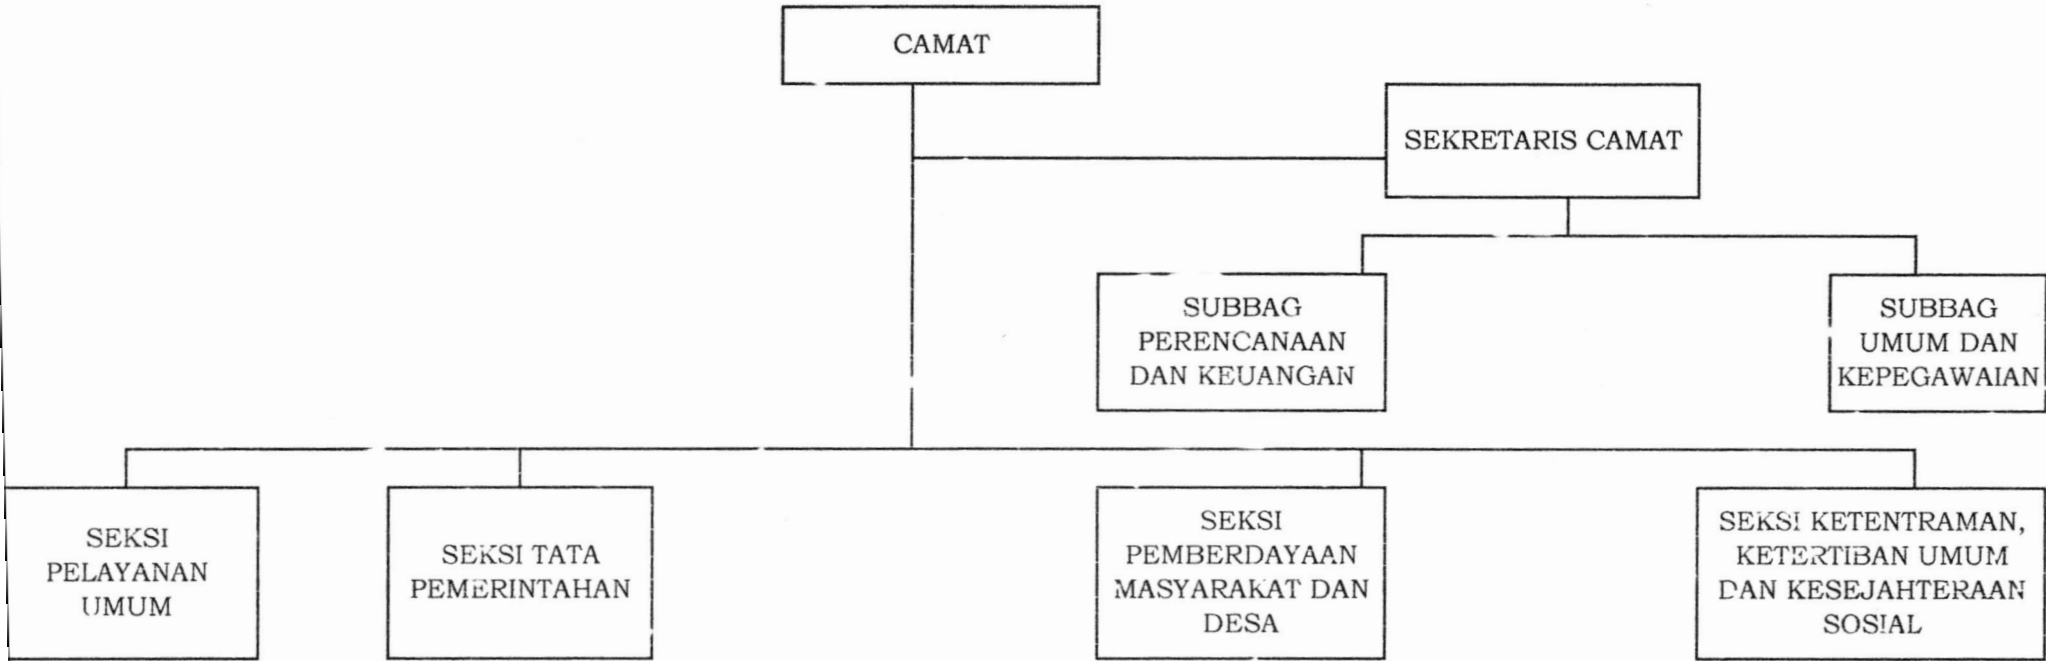 CAMAT
SEKRETARIS CAMAT
SUBBAG
PERENCANAAN
DAN KEUANGAN
SUBBAG
UMUM DAN
KEPEGAWAIAN
SEKSI
PELAYANAN
UMUM
SEKSI TATA
PEMERINTAHAN
SEKSI
PEMBERDAYAAN
MASYARAKAT DAN
DESA
SEKSI KETENTRAMAN,
KETERTIBAN UMUM
DAN KESEJAHTERAAN
SOSIAL